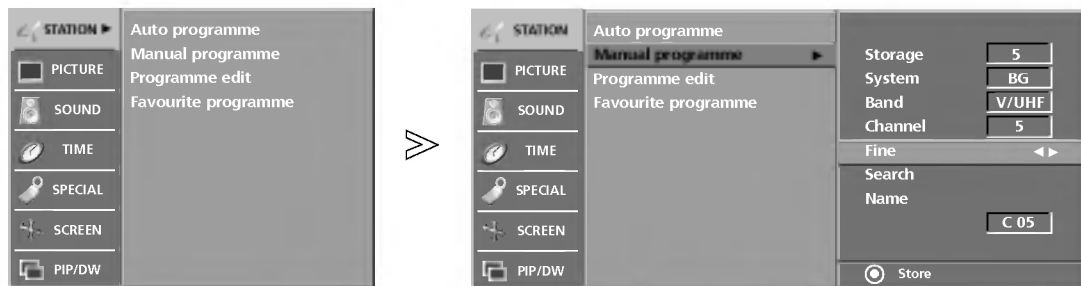 STATION
Auto programme
Manual programme
PICTURE
Programme edit
Favourite programme
SOUND
TIME
SPECIAL
SCREEN
PIP/DW
STATION
Auto programme
Manual programme
PICTURE
Programme edit
Favourite programme
SOUND
TIME
SPECIAL
SCREEN
PIP/DW
Storage 5
System BG
Band V/UHF
Channel 5
Fine
Search
Name
C 05
Store